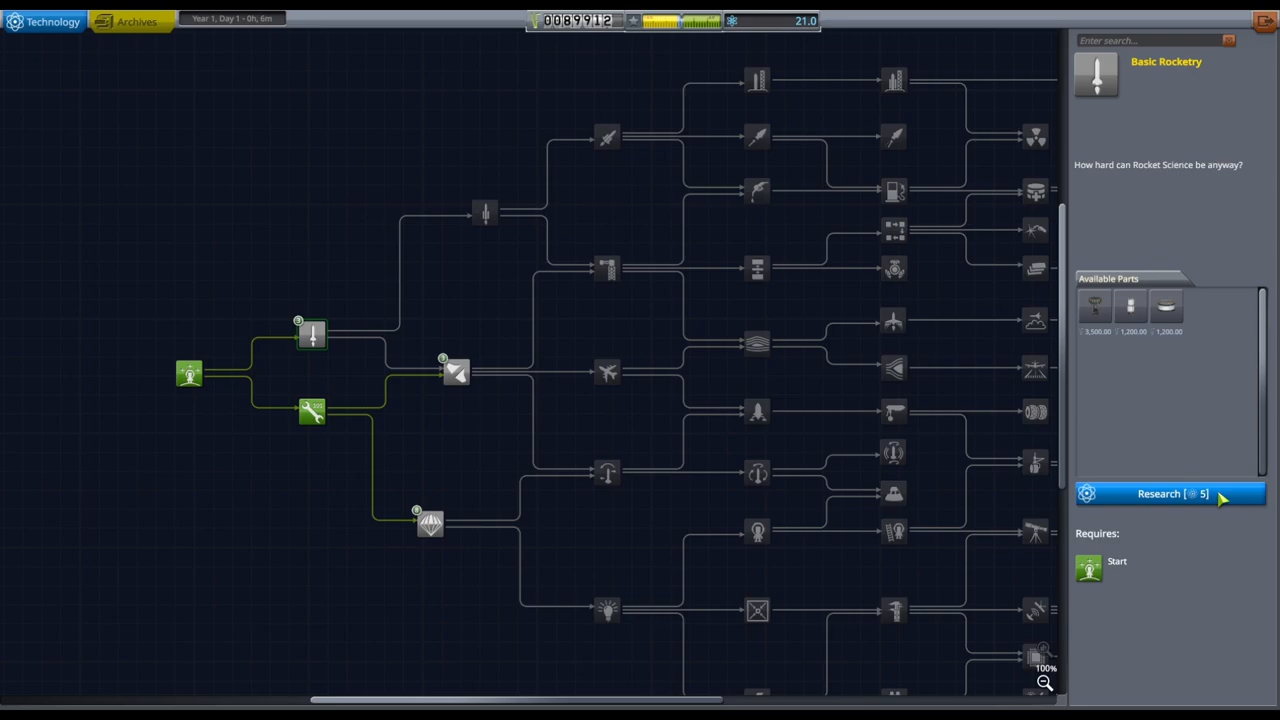 Technology
Archives
Year 1, Day 1 - 0h, 6m
0089912
21.0
Enter search...
Basic Rocketry
How hard can Rocket Science be anyway?
Available Parts
3,500.00
1,200.00
1,200.00
Research [ 5]
Requires:
Start
100%